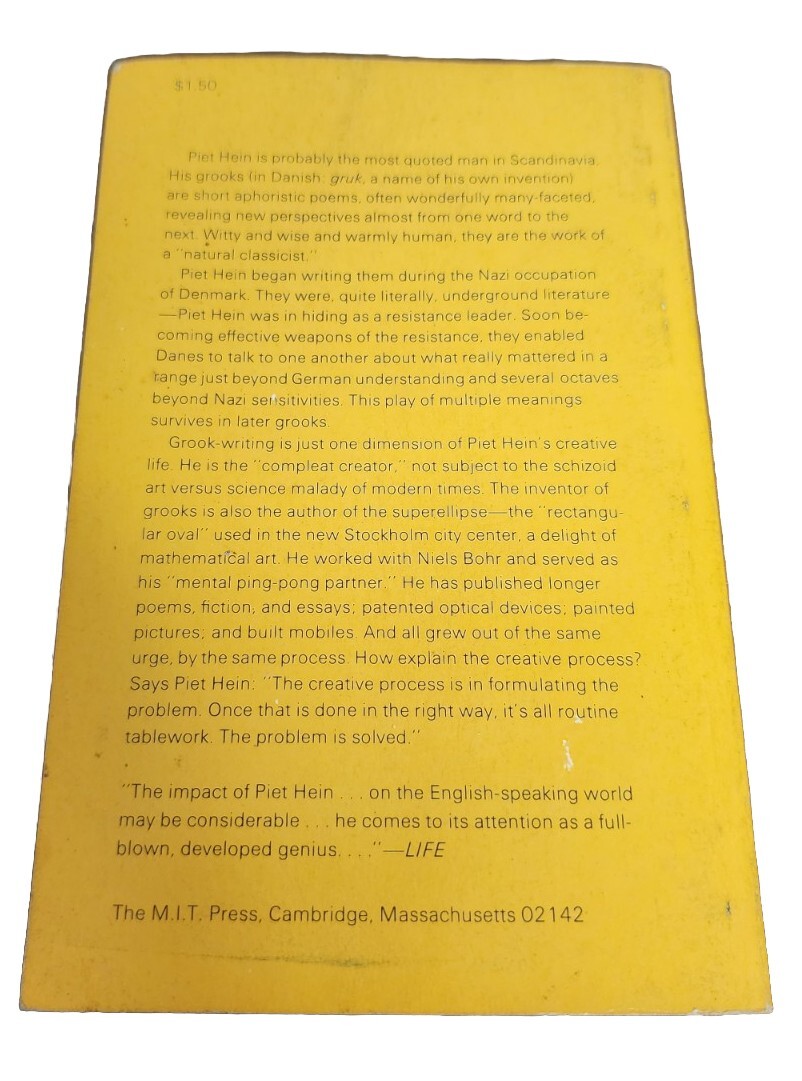 $1.50
Piet Hein is probably the most quoted man in Scandinavia.
His grooks (in Danish: gruk, a name of his own invention)
are short aphoristic poems, often wonderfully many-faceted,
revealing new perspectives almost from one word to the
next. Witty and wise and warmly human, they are the work of
a "natural classicist."
Piet Hein began writing them during the Nazi occupation
of Denmark. They were, quite literally, underground literature
—Piet Hein was in hiding as a resistance leader. Soon be-
coming effective weapons of the resistance, they enabled
Danes to talk to one another about what really mattered in a
range just beyond German understanding and several octaves
beyond Nazi sensitivities. This play of multiple meanings
survives in later grooks.
Grook-writing is just one dimension of Piet Hein's creative
life. He is the "compleat creator," not subject to the schizoid
art versus science malady of modern times. The inventor of
grooks is also the author of the superellipse—the "rectangu-
lar oval" used in the new Stockholm city center, a delight of
mathematical art. He worked with Niels Bohr and served as
his "mental ping-pong partner." He has published longer
poems, fiction, and essays; patented optical devices; painted
pictures; and built mobiles. And all grew out of the same
urge, by the same process. How explain the creative process?
Says Piet Hein: "The creative process is in formulating the
problem. Once that is done in the right way, it's all routine
tablework. The problem is solved."
"The impact of Piet Hein . . . on the English-speaking world
may be considerable . . . he comes to its attention as a full-
blown, developed genius. . . ."—LIFE
The M.I.T. Press, Cambridge, Massachusetts 02142